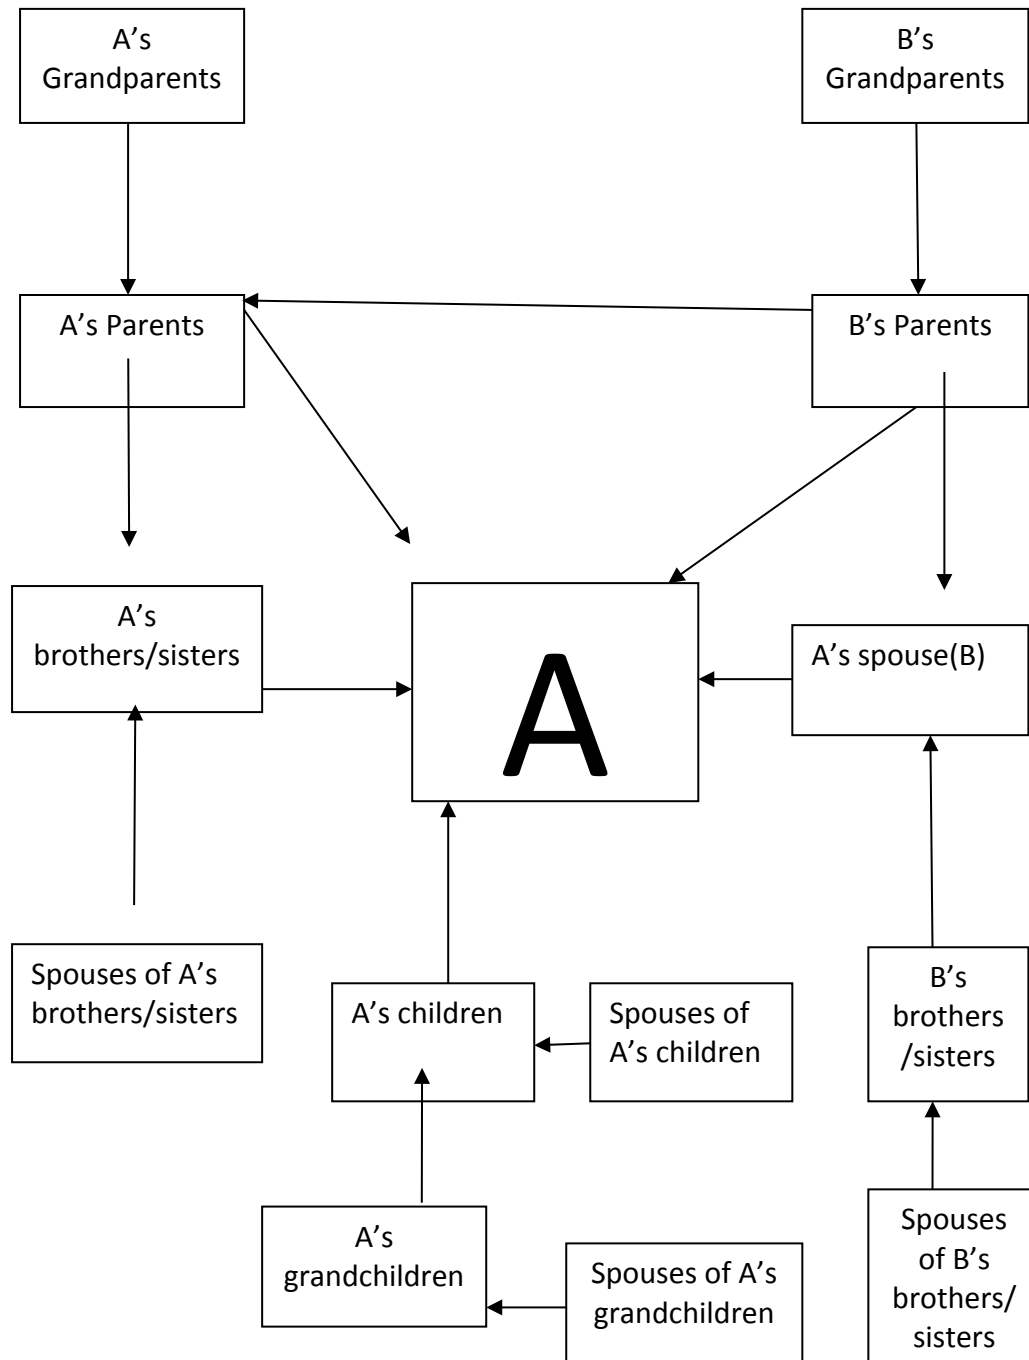 A’s
Grandparents
B’s
Grandparents
A’s Parents
B’s Parents
A’s
brothers/sisters
A
A’s spouse(B)
Spouses of A’s
brothers/sisters
A’s children
Spouses of
A’s children
B’s
brothers
/sisters
A’s
grandchildren
Spouses of A’s
grandchildren
Spouses
of B’s
brothers/
sisters